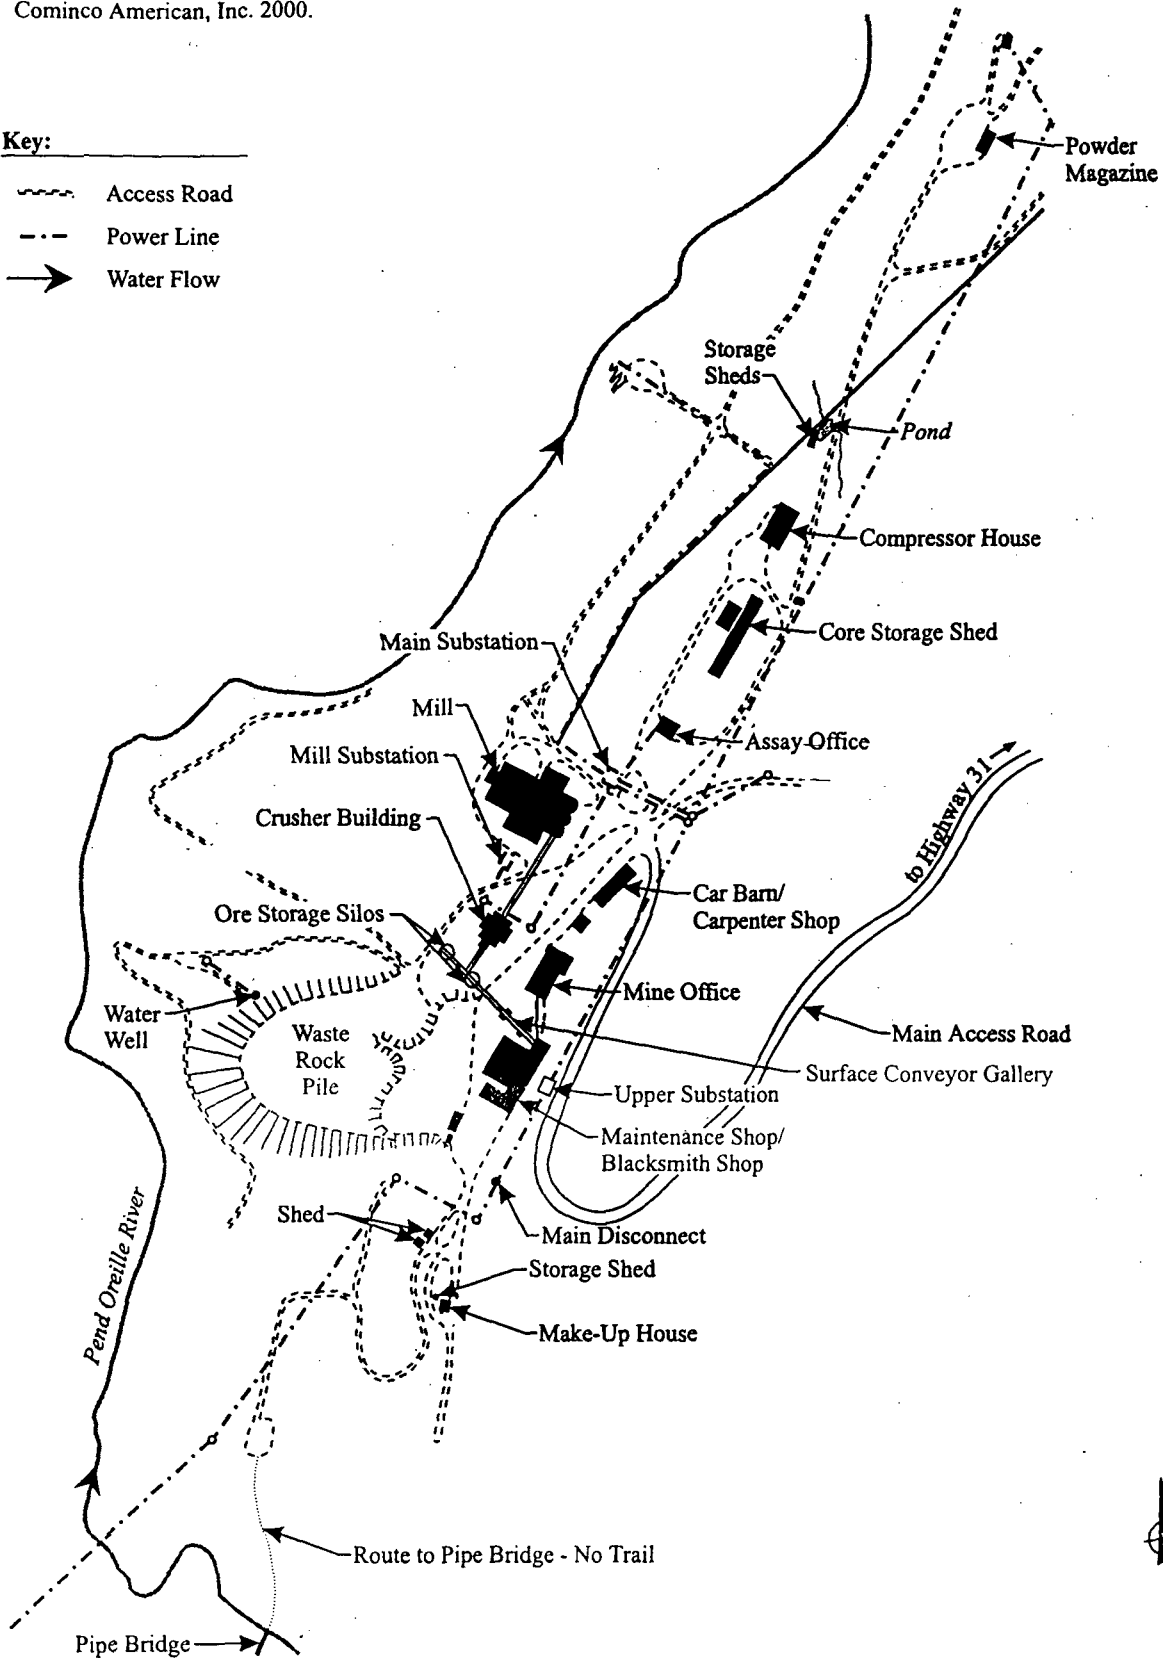 Cominco American, Inc. 2000.
Key:
Access Road
Power Line
Water Flow
Powder
Magazine
Storage
Sheds
Pond
Compressor House
Core Storage Shed
Main Substation
Mill
Assay Office
Mill Substation
to Highway 31
Crusher Building
Car Barn/
Carpenter Shop
Ore Storage Silos
Mine Office
Water
Well
Waste
Rock
Pile
Main Access Road
Surface Conveyor Gallery
Upper Substation
Maintenance Shop/
Blacksmith Shop
Pend Oreille River
Shed
Main Disconnect
Storage Shed
Make-Up House
Route to Pipe Bridge - No Trail
Pipe Bridge